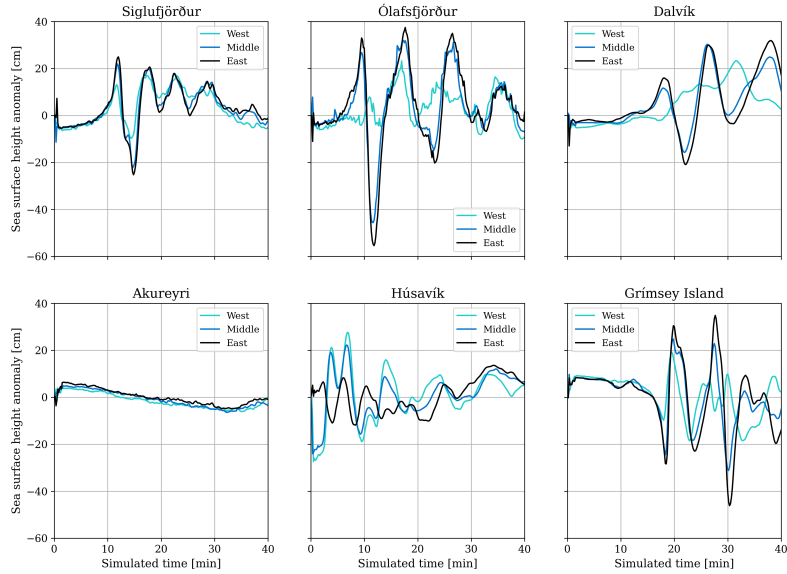 Siglufjörður Ólafsfjörður Dalvík
Sea surface height anomaly [cm]
40
20
0
−20
−40
−60
West
Middle
East
West
Middle
East
West
Middle
East
Akureyri Húsavík Grímsey Island
Sea surface height anomaly [cm]
40
20
0
−20
−40
−60
West
Middle
East
West
Middle
East
West
Middle
East
0 10 20 30 40 0 10 20 30 40 0 10 20 30 40
Simulated time [min] Simulated time [min] Simulated time [min]